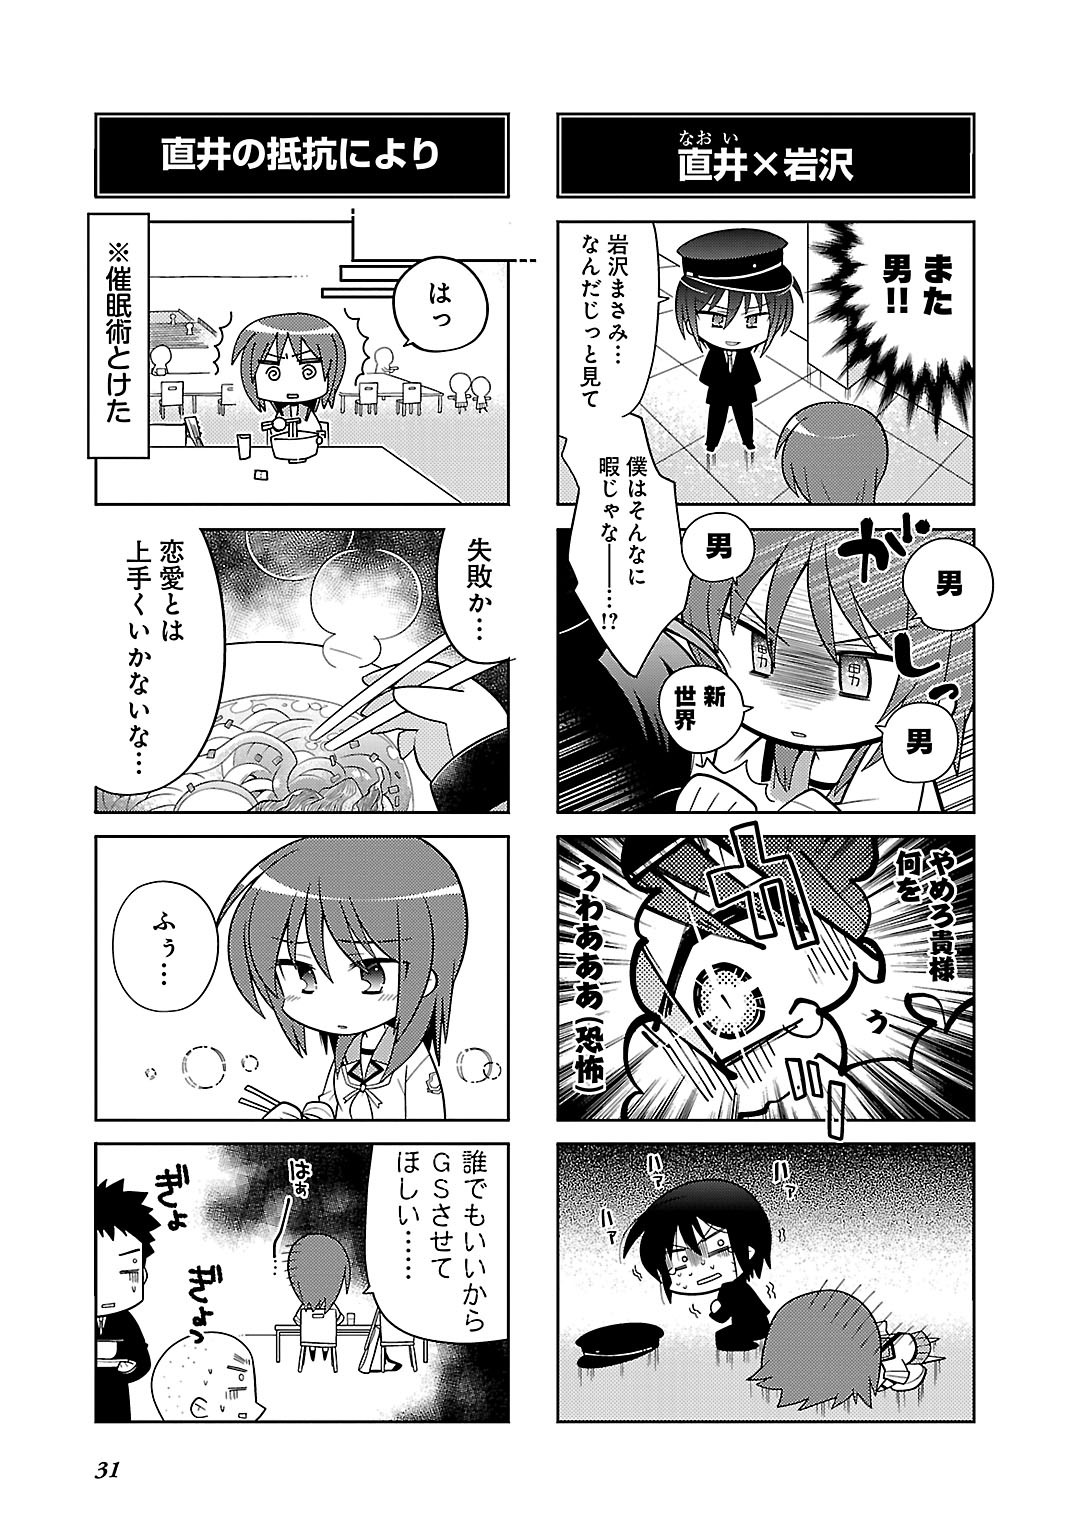 直井×岩沢
なおい
また
男!!
岩沢まさみ…
なんだじっと見て
僕はそんなに
暇じゃな――…!?
がしっ
男
男
男
新
世界
男
男
やめろ貴様
何を
う
うわあああ(恐怖)
ハァ
ハァ
ハァ
直井の抵抗により
※催眠術とけた
はっ
失敗か…
恋愛とは
上手くいかないな…
ふぅ…
誰でもいいから
GSさせて
ほしい……
はぁ
ぎょ
ぎょっ
31